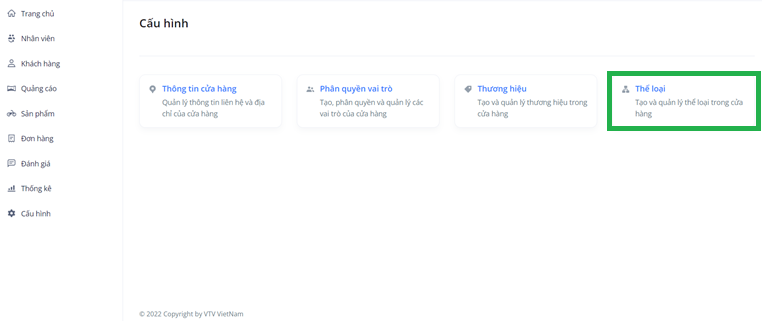 Trang chủ
Nhân viên
Khách hàng
Quảng cáo
Sản phẩm
Đơn hàng
Đánh giá
Thống kê
Cấu hình
Cấu hình
Thông tin cửa hàng
Quản lý thông tin liên hệ và địa
chỉ của cửa hàng
Phân quyền vai trò
Tạo, phân quyền và quản lý các
vai trò của cửa hàng
Thương hiệu
Tạo và quản lý thương hiệu trong
cửa hàng
Thể loại
Tạo và quản lý thể loại trong cửa
hàng
© 2022 Copyright by VTV VietNam